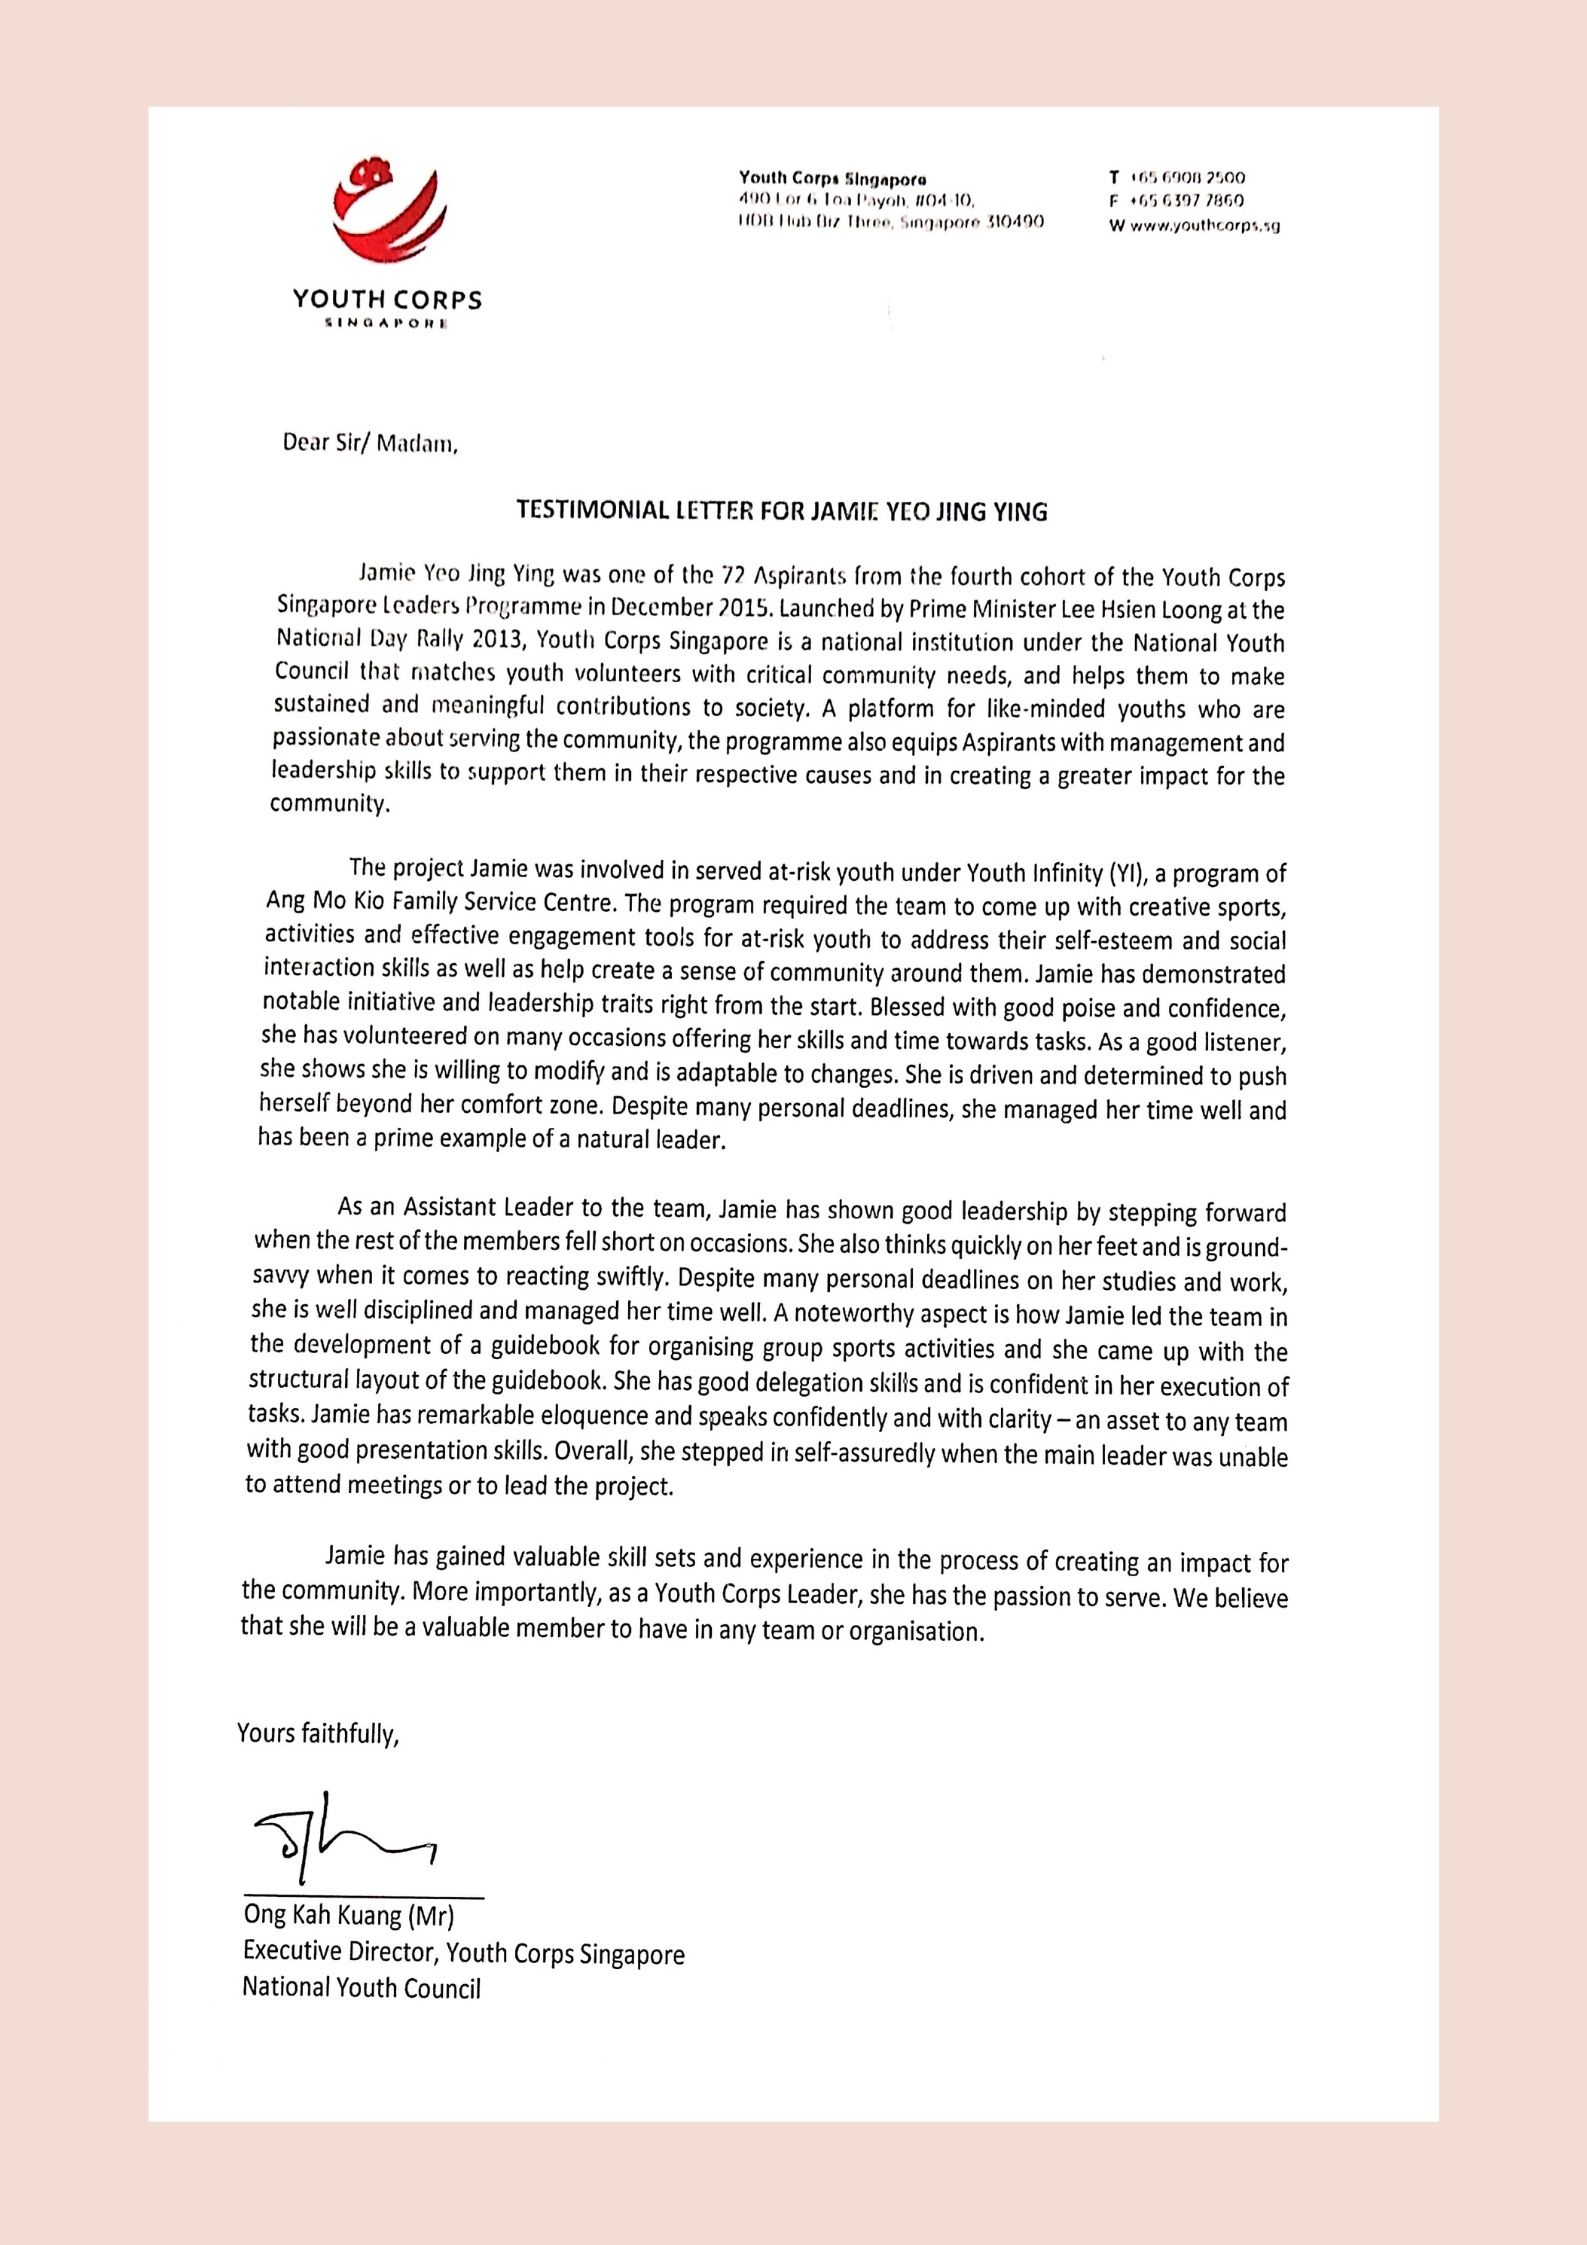 YOUTH CORPS
SINGAPORE
Youth Corps Singapore
490 Lor 6 Toa Payoh, #04-10,
HDB Hub Biz Three, Singapore 310490
T +65 6908 2500
F +65 6397 7860
W www.youthcorps.sg
Dear Sir/ Madam,
TESTIMONIAL LETTER FOR JAMIE YEO JING YING
Jamie Yeo Jing Ying was one of the 72 Aspirants from the fourth cohort of the Youth Corps
Singapore Leaders Programme in December 2015. Launched by Prime Minister Lee Hsien Loong at the
National Day Rally 2013, Youth Corps Singapore is a national institution under the National Youth
Council that matches youth volunteers with critical community needs, and helps them to make
sustained and meaningful contributions to society. A platform for like-minded youths who are
passionate about serving the community, the programme also equips Aspirants with management and
leadership skills to support them in their respective causes and in creating a greater impact for the
community.
The project Jamie was involved in served at-risk youth under Youth Infinity (YI), a program of
Ang Mo Kio Family Service Centre. The program required the team to come up with creative sports,
activities and effective engagement tools for at-risk youth to address their self-esteem and social
interaction skills as well as help create a sense of community around them. Jamie has demonstrated
notable initiative and leadership traits right from the start. Blessed with good poise and confidence,
she has volunteered on many occasions offering her skills and time towards tasks. As a good listener,
she shows she is willing to modify and is adaptable to changes. She is driven and determined to push
herself beyond her comfort zone. Despite many personal deadlines, she managed her time well and
has been a prime example of a natural leader.
As an Assistant Leader to the team, Jamie has shown good leadership by stepping forward
when the rest of the members fell short on occasions. She also thinks quickly on her feet and is ground-
savvy when it comes to reacting swiftly. Despite many personal deadlines on her studies and work,
she is well disciplined and managed her time well. A noteworthy aspect is how Jamie led the team in
the development of a guidebook for organising group sports activities and she came up with the
structural layout of the guidebook. She has good delegation skills and is confident in her execution of
tasks. Jamie has remarkable eloquence and speaks confidently and with clarity – an asset to any team
with good presentation skills. Overall, she stepped in self-assuredly when the main leader was unable
to attend meetings or to lead the project.
Jamie has gained valuable skill sets and experience in the process of creating an impact for
the community. More importantly, as a Youth Corps Leader, she has the passion to serve. We believe
that she will be a valuable member to have in any team or organisation.
Yours faithfully,
Ong Kah Kuang (Mr)
Executive Director, Youth Corps Singapore
National Youth Council